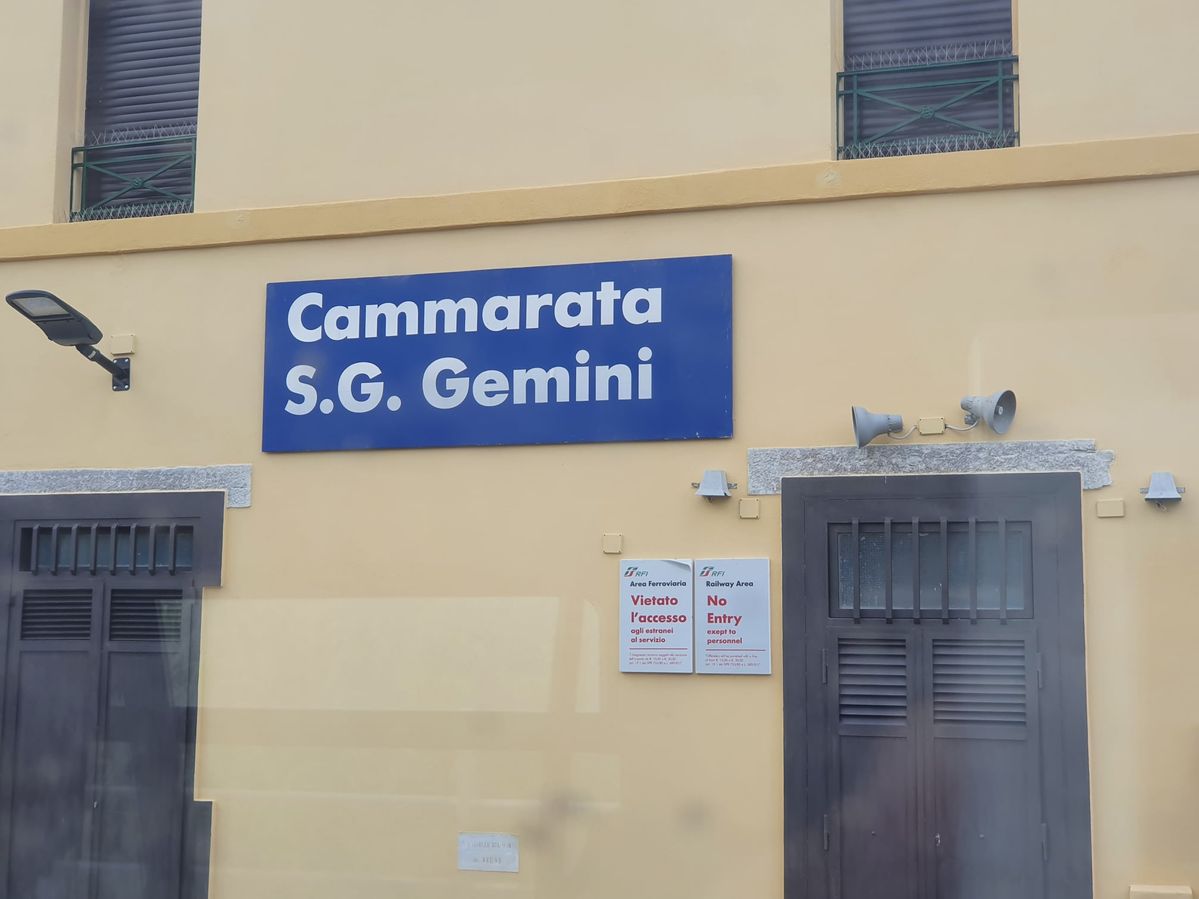 Cammarata
S.G. Gemini
RFI
Area Ferroviaria
Vietato
l'accesso
agli estranei
al servizio
RFI
Railway Area
No
Entry
exept to
personnel